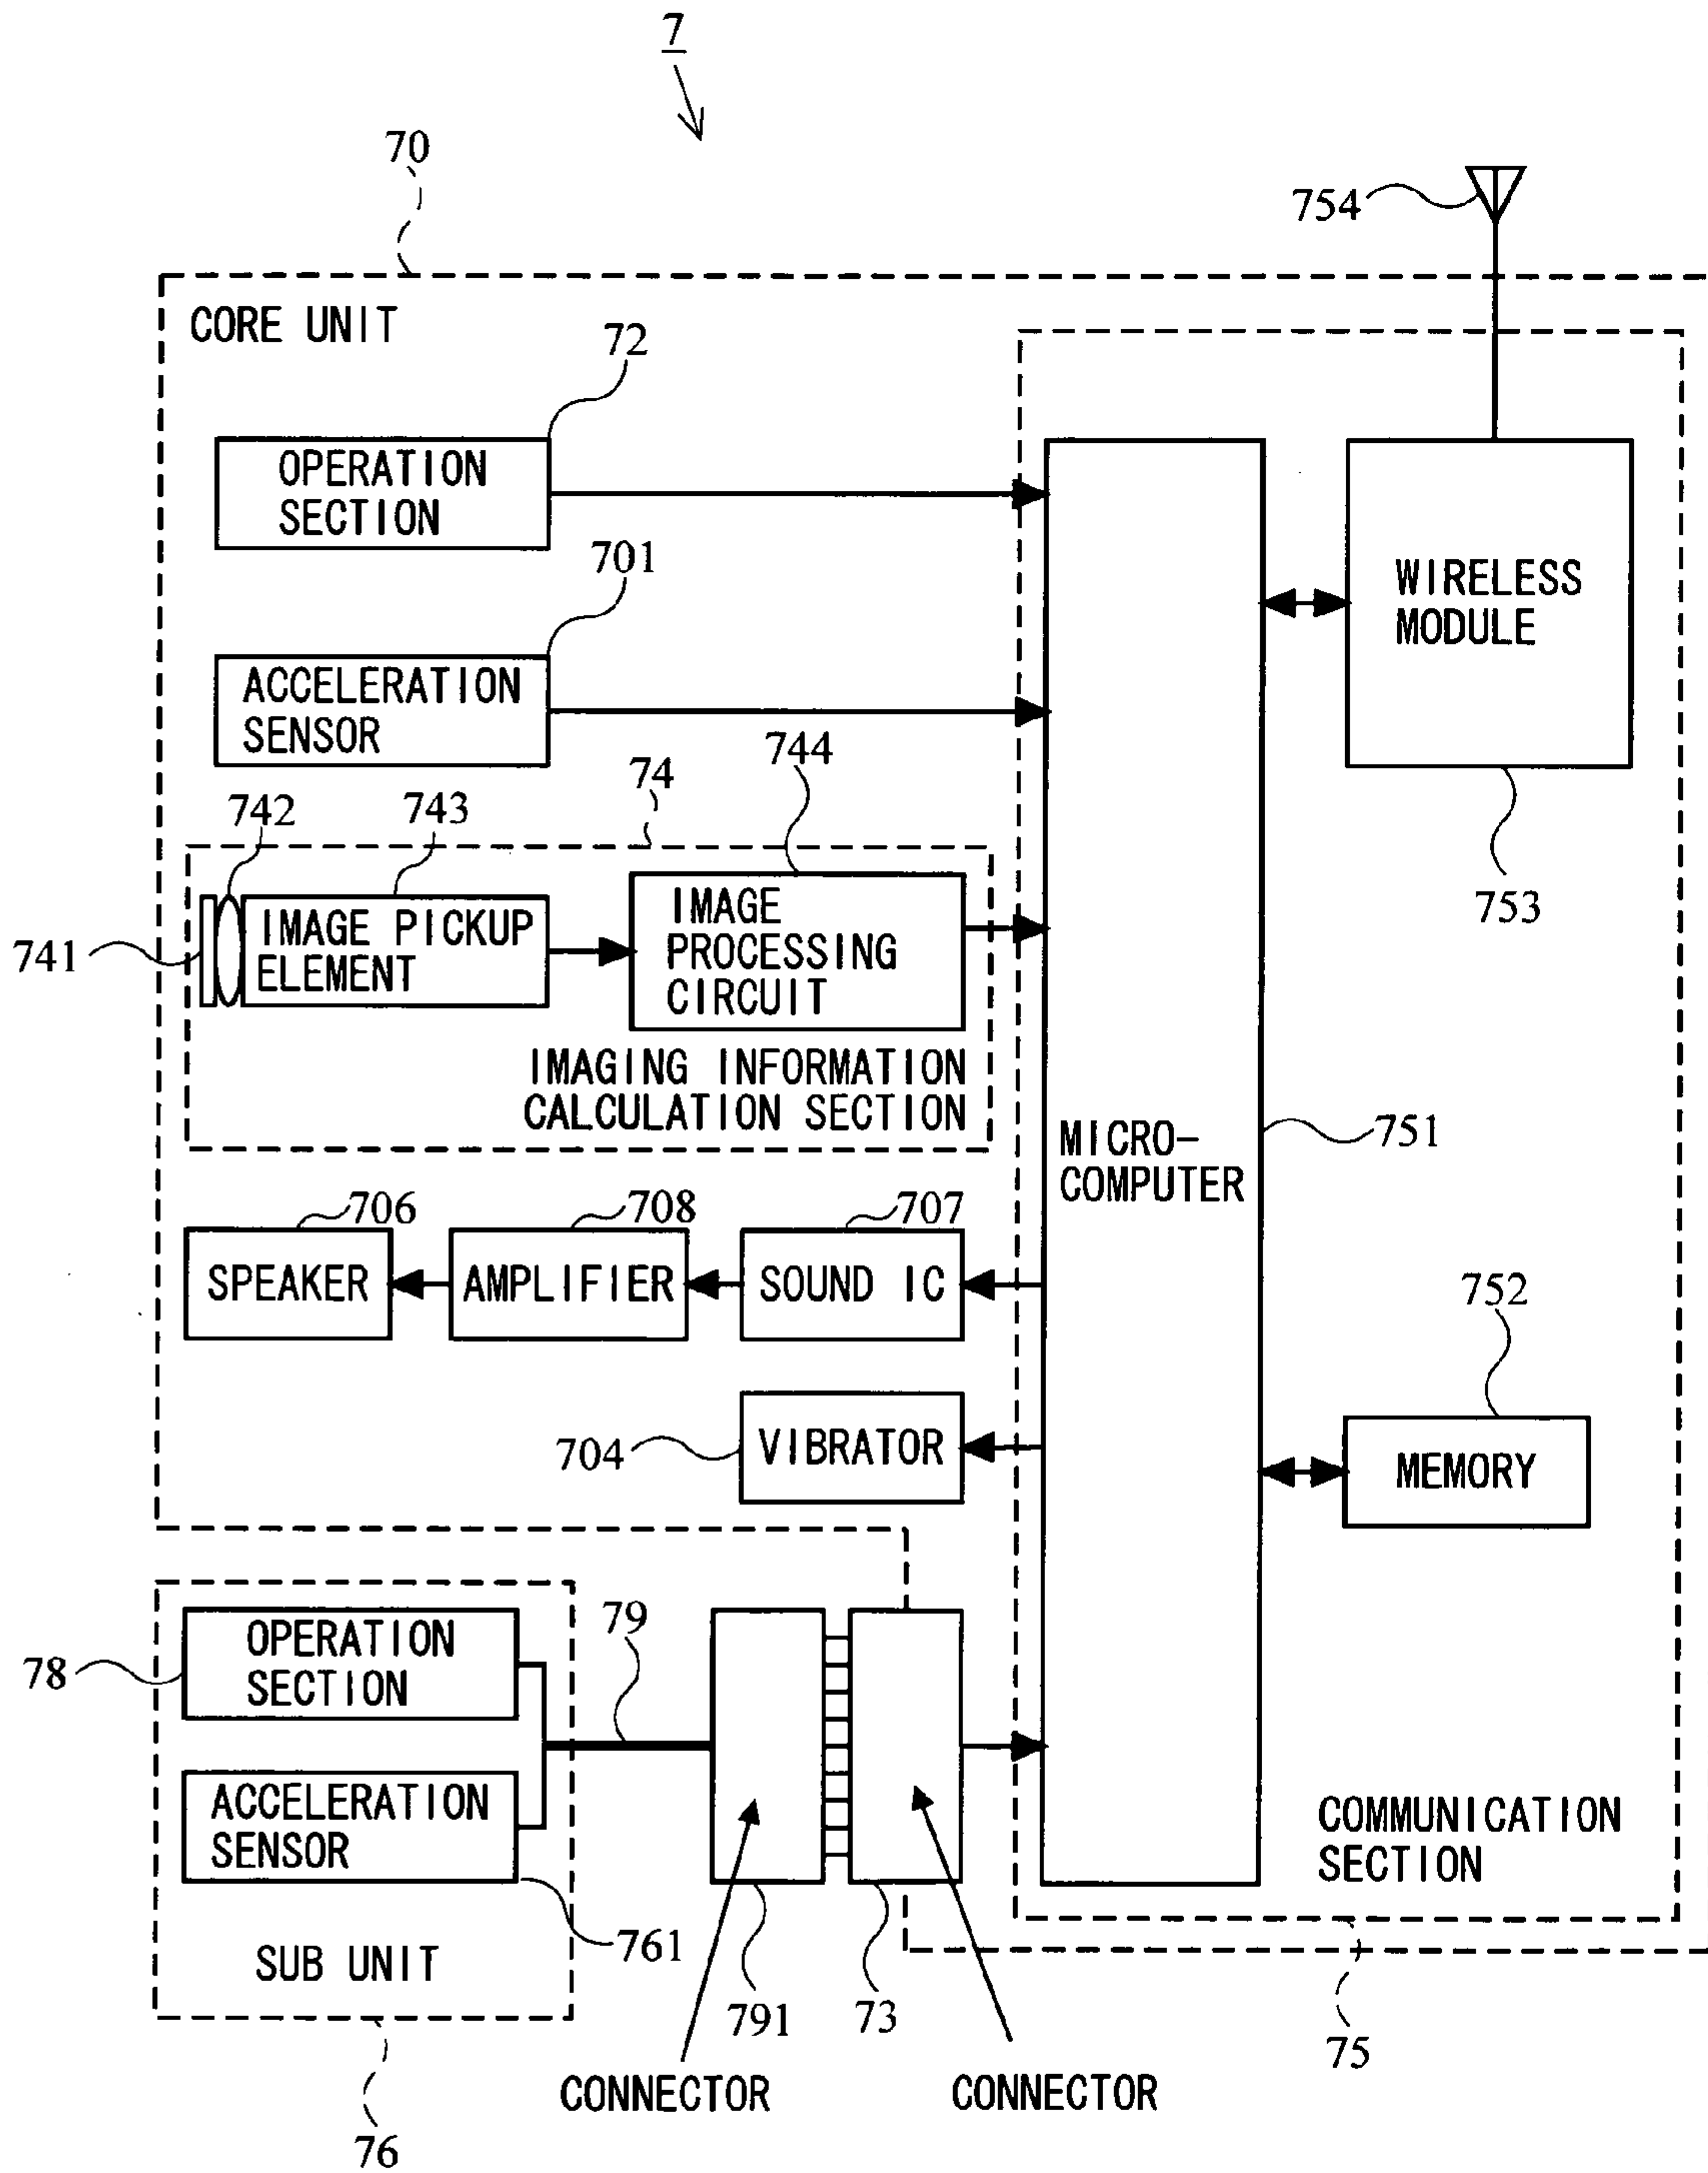 7
70
754
CORE UNIT
72
OPERATION
SECTION
701
WIRELESS
MODULE
ACCELERATION
SENSOR
744
74
742
743
753
741
IMAGE PICKUP
ELEMENT
IMAGE
PROCESSING
CIRCUIT
IMAGING INFORMATION
CALCULATION SECTION
751
MICRO-
COMPUTER
706
708
707
SPEAKER
AMPLIFIER
SOUND IC
752
704
VIBRATOR
MEMORY
79
78
OPERATION
SECTION
ACCELERATION
SENSOR
COMMUNICATION
SECTION
761
SUB UNIT
791
73
75
CONNECTOR
CONNECTOR
76